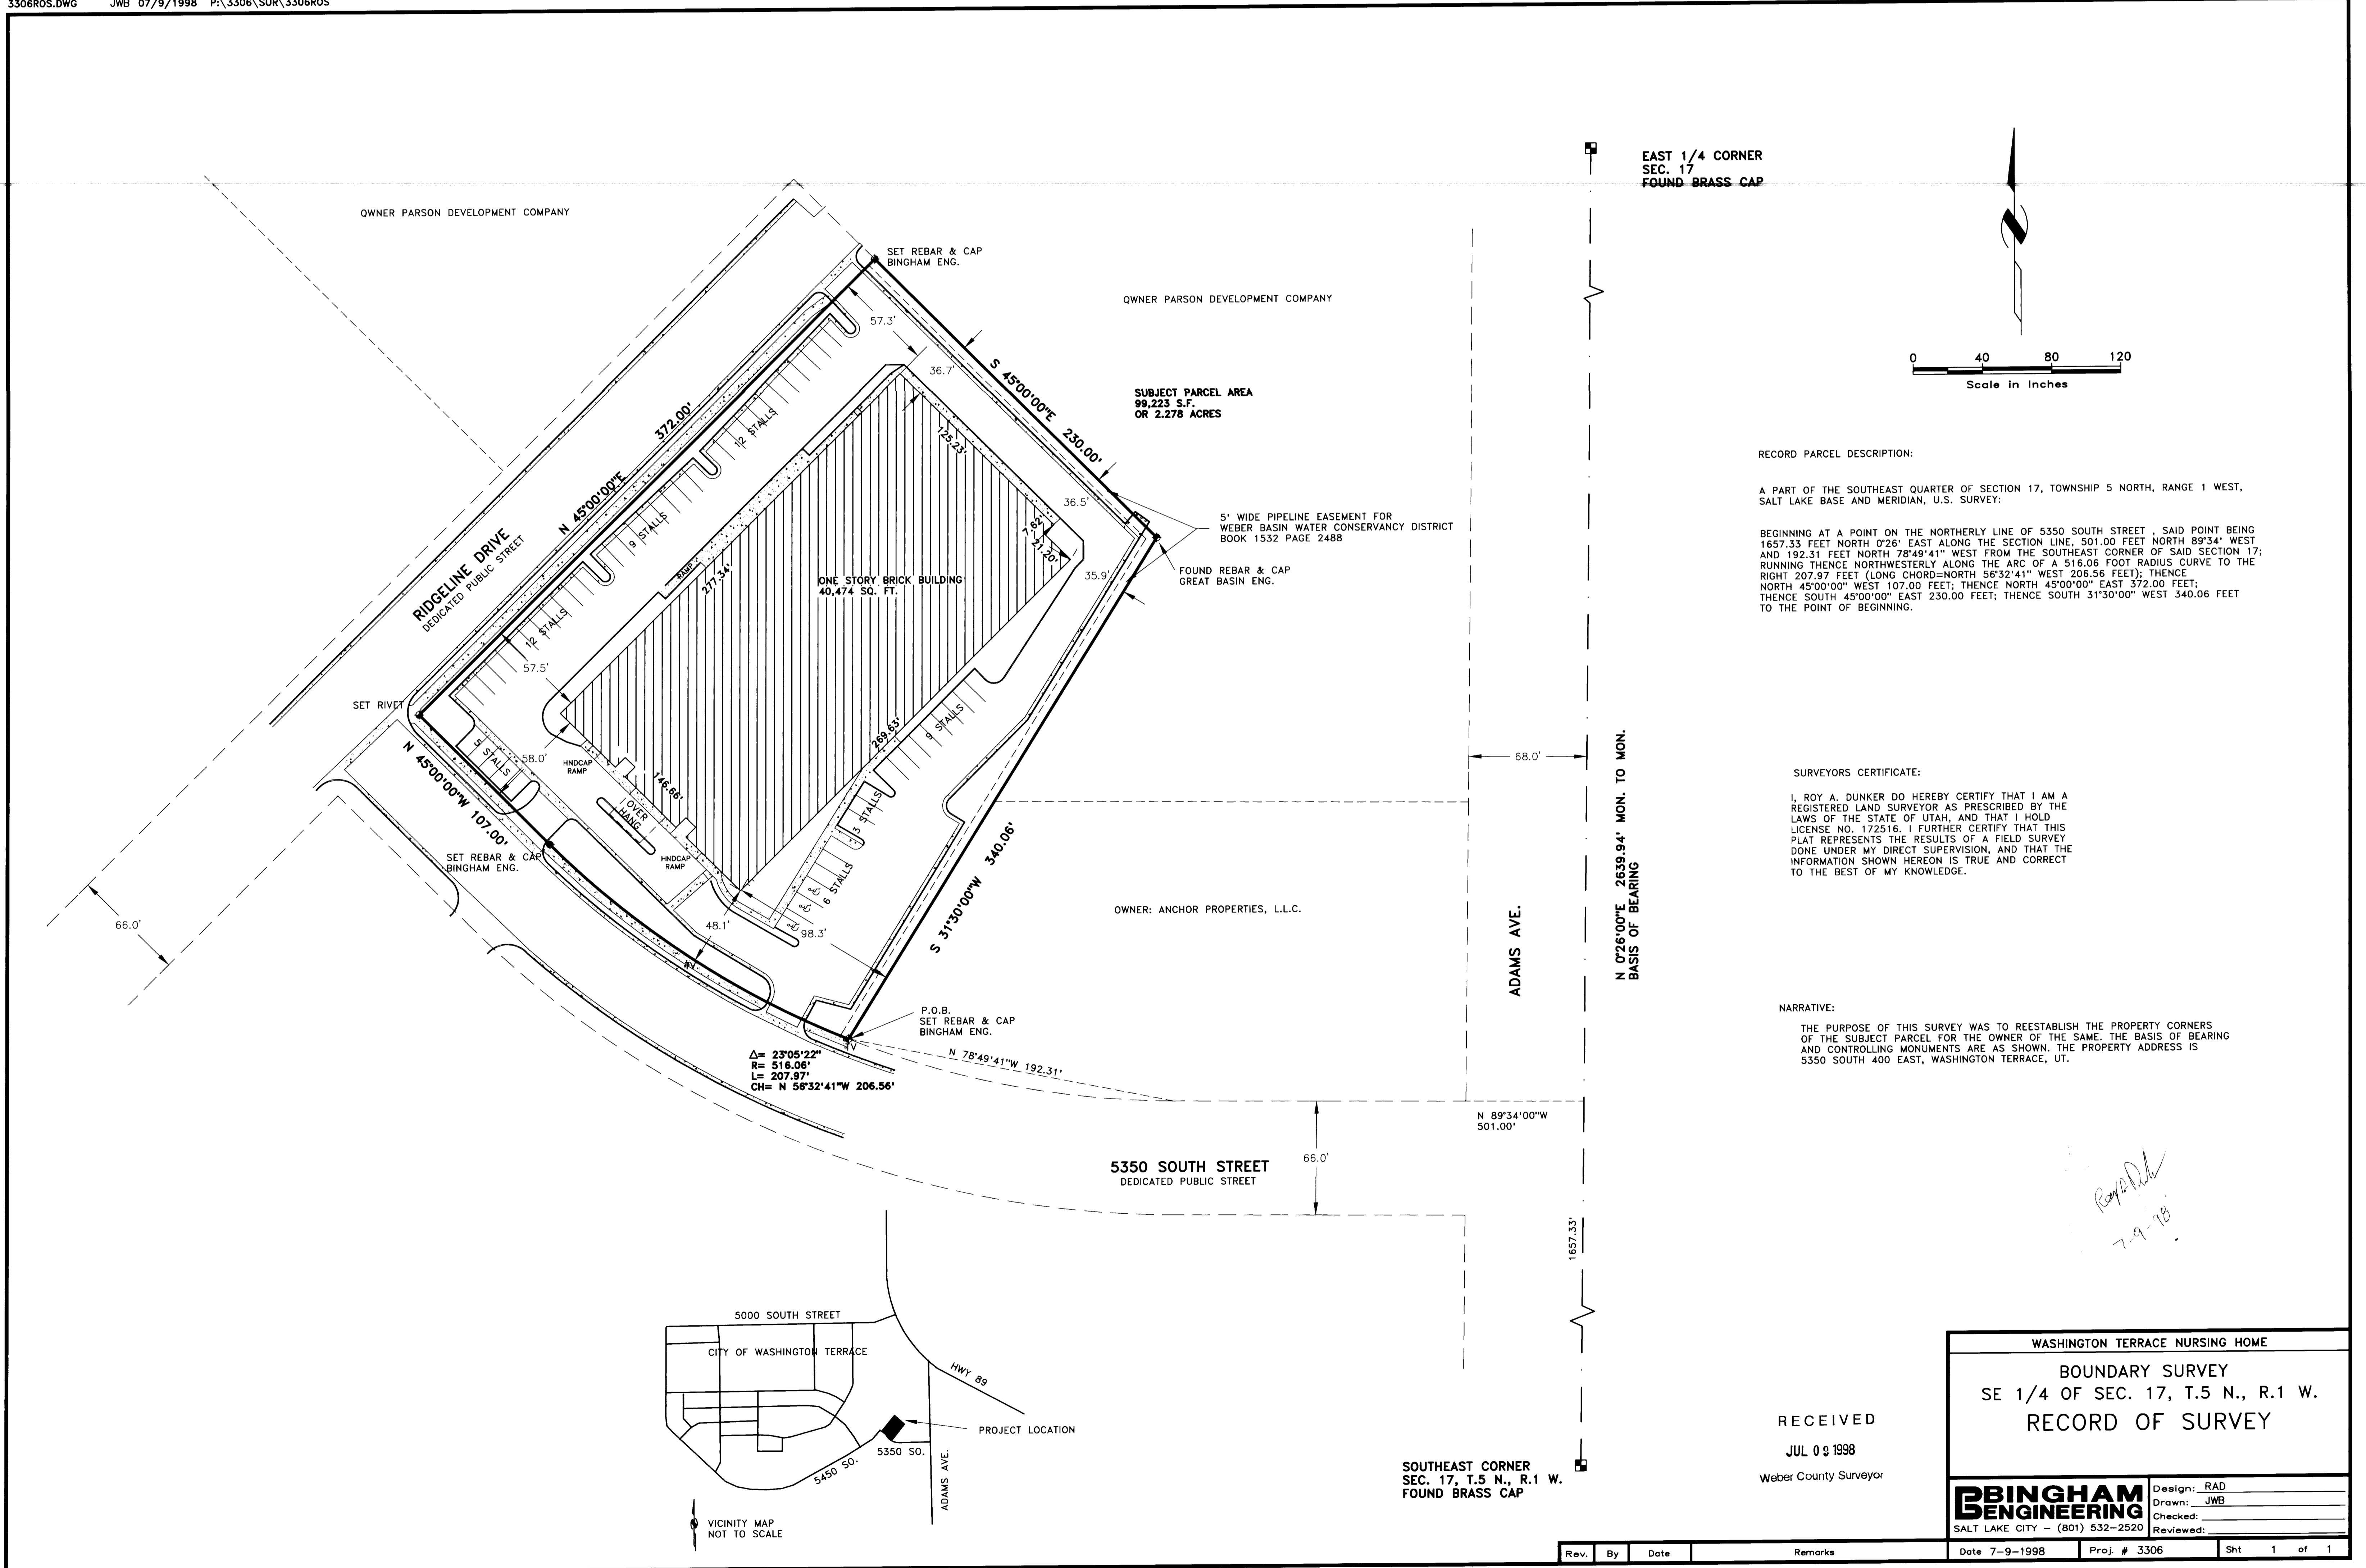 3306ROS.DWG JWB 07/9/1998 P:\3306\SUR\3306ROS
EAST 1/4 CORNER
SEC. 17
FOUND BRASS CAP
OWNER PARSON DEVELOPMENT COMPANY
SET REBAR & CAP
BINGHAM ENG.
OWNER PARSON DEVELOPMENT COMPANY
0 40 80 120
Scale in Inches
57.3'
36.7'
S 45°00'00"E 230.00'
SUBJECT PARCEL AREA
99,223 S.F.
OR 2.278 ACRES
N 45°00'00"E 372.00'
12 STALLS
9 STALLS
12 STALLS
125.23'
36.5'
7.62'
21.20'
35.9'
5' WIDE PIPELINE EASEMENT FOR
WEBER BASIN WATER CONSERVANCY DISTRICT
BOOK 1532 PAGE 2488
FOUND REBAR & CAP
GREAT BASIN ENG.
RIDGELINE DRIVE
DEDICATED PUBLIC STREET
RAMP
277.34'
ONE STORY BRICK BUILDING
40,474 SQ. FT.
57.5'
SET RIVET
N 45°00'00"W 107.00'
5 STALLS
58.0'
HNDCAP
RAMP
146.66'
OVER
HANG
HNDCAP
RAMP
269.63'
9 STALLS
3 STALLS
6 STALLS
SET REBAR & CAP
BINGHAM ENG.
66.0'
48.1'
98.3'
S 31°30'00"W 340.06'
OWNER: ANCHOR PROPERTIES, L.L.C.
68.0'
ADAMS AVE.
N 0°26'00"E 2639.94' MON. TO MON.
BASIS OF BEARING
P.O.B.
SET REBAR & CAP
BINGHAM ENG.
Δ= 23°05'22"
R= 516.06'
L= 207.97'
CH= N 56°32'41"W 206.56'
N 78°49'41"W 192.31'
N 89°34'00"W
501.00'
5350 SOUTH STREET
DEDICATED PUBLIC STREET
66.0'
1657.33'
RECORD PARCEL DESCRIPTION:
A PART OF THE SOUTHEAST QUARTER OF SECTION 17, TOWNSHIP 5 NORTH, RANGE 1 WEST,
SALT LAKE BASE AND MERIDIAN, U.S. SURVEY:
BEGINNING AT A POINT ON THE NORTHERLY LINE OF 5350 SOUTH STREET , SAID POINT BEING
1657.33 FEET NORTH 0°26' EAST ALONG THE SECTION LINE, 501.00 FEET NORTH 89°34' WEST
AND 192.31 FEET NORTH 78°49'41" WEST FROM THE SOUTHEAST CORNER OF SAID SECTION 17;
RUNNING THENCE NORTHWESTERLY ALONG THE ARC OF A 516.06 FOOT RADIUS CURVE TO THE
RIGHT 207.97 FEET (LONG CHORD=NORTH 56°32'41" WEST 206.56 FEET); THENCE
NORTH 45°00'00" WEST 107.00 FEET; THENCE NORTH 45°00'00" EAST 372.00 FEET;
THENCE SOUTH 45°00'00" EAST 230.00 FEET; THENCE SOUTH 31°30'00" WEST 340.06 FEET
TO THE POINT OF BEGINNING.
SURVEYORS CERTIFICATE:
I, ROY A. DUNKER DO HEREBY CERTIFY THAT I AM A
REGISTERED LAND SURVEYOR AS PRESCRIBED BY THE
LAWS OF THE STATE OF UTAH, AND THAT I HOLD
LICENSE NO. 172516. I FURTHER CERTIFY THAT THIS
PLAT REPRESENTS THE RESULTS OF A FIELD SURVEY
DONE UNDER MY DIRECT SUPERVISION, AND THAT THE
INFORMATION SHOWN HEREON IS TRUE AND CORRECT
TO THE BEST OF MY KNOWLEDGE.
NARRATIVE:
THE PURPOSE OF THIS SURVEY WAS TO REESTABLISH THE PROPERTY CORNERS
OF THE SUBJECT PARCEL FOR THE OWNER OF THE SAME. THE BASIS OF BEARING
AND CONTROLLING MONUMENTS ARE AS SHOWN. THE PROPERTY ADDRESS IS
5350 SOUTH 400 EAST, WASHINGTON TERRACE, UT.
7-9-98
5000 SOUTH STREET
CITY OF WASHINGTON TERRACE
HWY 89
PROJECT LOCATION
5350 SO.
5450 SO.
ADAMS AVE.
VICINITY MAP
NOT TO SCALE
SOUTHEAST CORNER
SEC. 17, T.5 N., R.1 W.
FOUND BRASS CAP
RECEIVED
JUL 09 1998
Weber County Surveyor
WASHINGTON TERRACE NURSING HOME
BOUNDARY SURVEY
SE 1/4 OF SEC. 17, T.5 N., R.1 W.
RECORD OF SURVEY
BINGHAM
ENGINEERING
SALT LAKE CITY – (801) 532-2520
Design: RAD
Drawn: JWB
Checked:
Reviewed:
Rev. By Date Remarks
Date 7-9-1998 Proj. # 3306 Sht 1 of 1